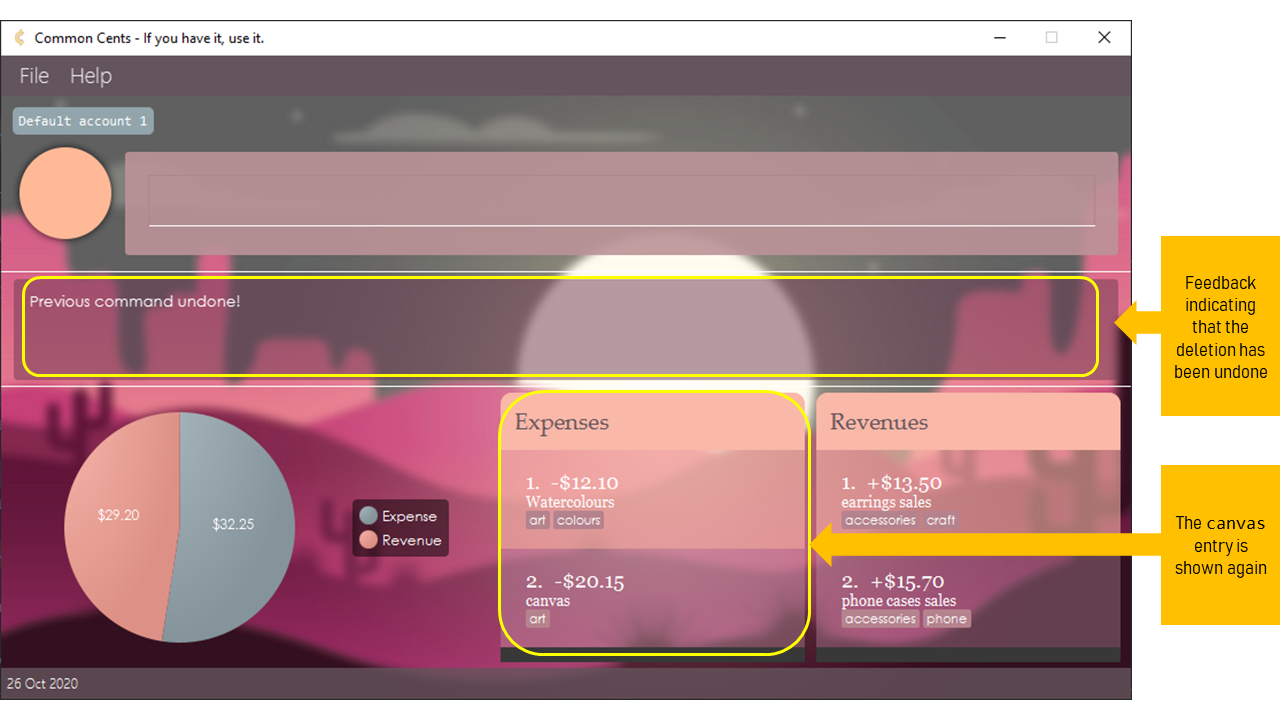 Common Cents - If you have it, use it.
File Help
Default account 1
Previous command undone!
Feedback
indicating
that the
deletion has
been undone
$29.20
$32.25
Expense
Revenue
Expenses
1. -$12.10
Watercolours
art colours
2. -$20.15
canvas
art
Revenues
1. +$13.50
earrings sales
accessories craft
2. +$15.70
phone cases sales
accessories phone
The canvas
entry is
shown again
26 Oct 2020